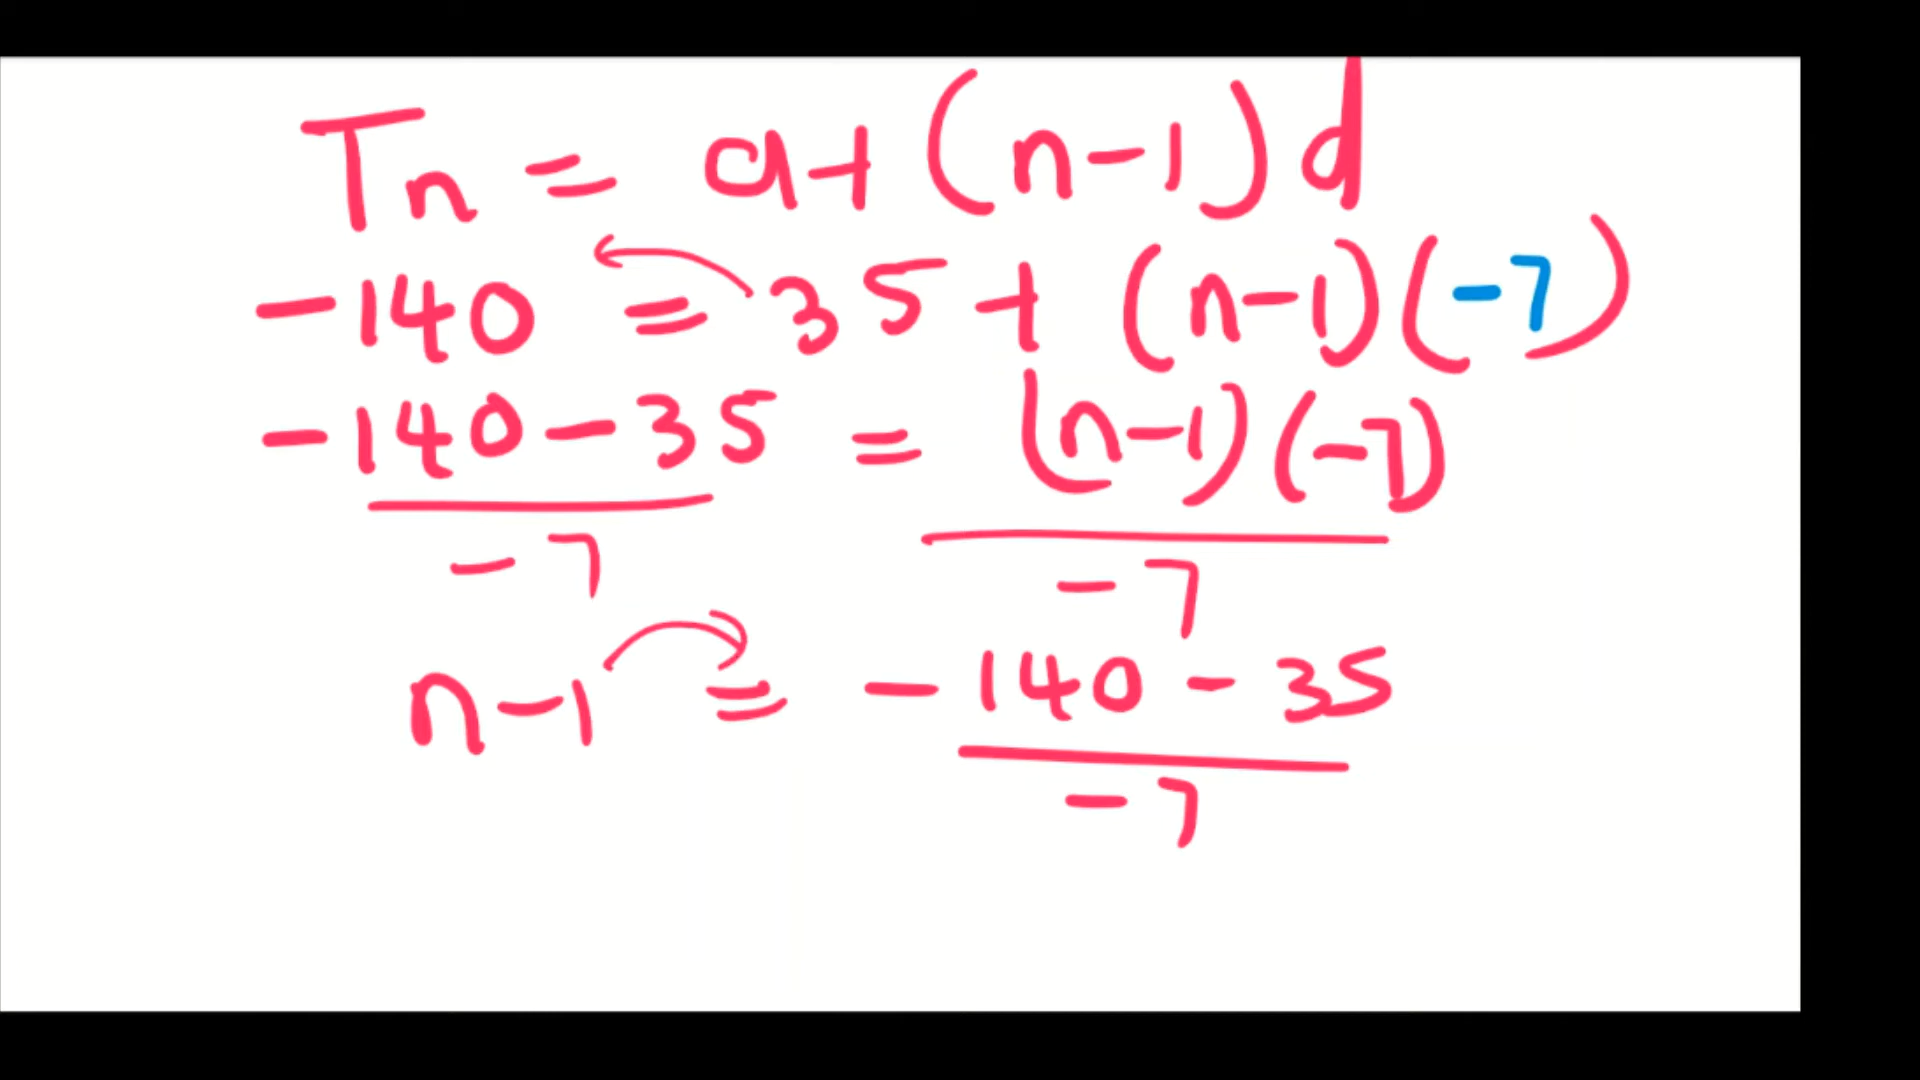 Tn = a + (n-1) d
-140 = 35 + (n-1)(-7)
-140 - 35 = (n-1)(-7)
-7 -7
n-1 = -140 - 35
-7